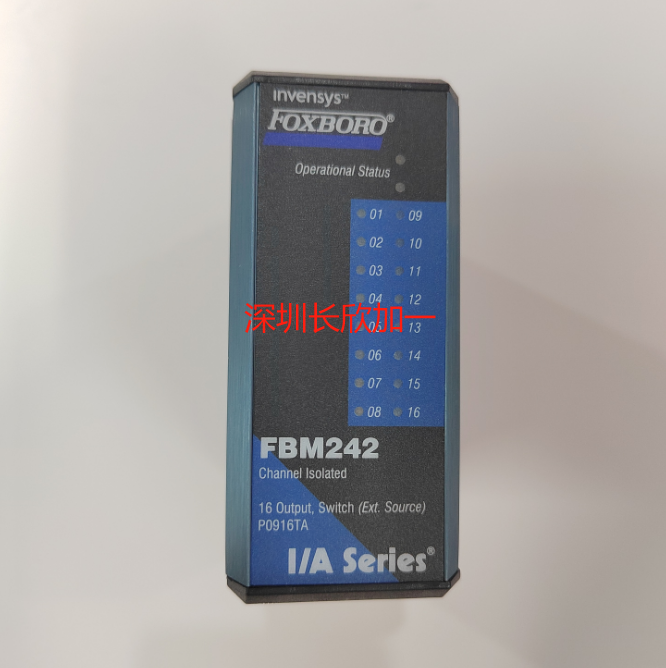 invensys™
FOXBORO®
Operational Status
01 09
02 10
03 11
04 12
深圳长欣加一
05 13
06 14
07 15
08 16
FBM242
Channel Isolated
16 Output, Switch (Ext. Source)
P0916TA
I/A Series®